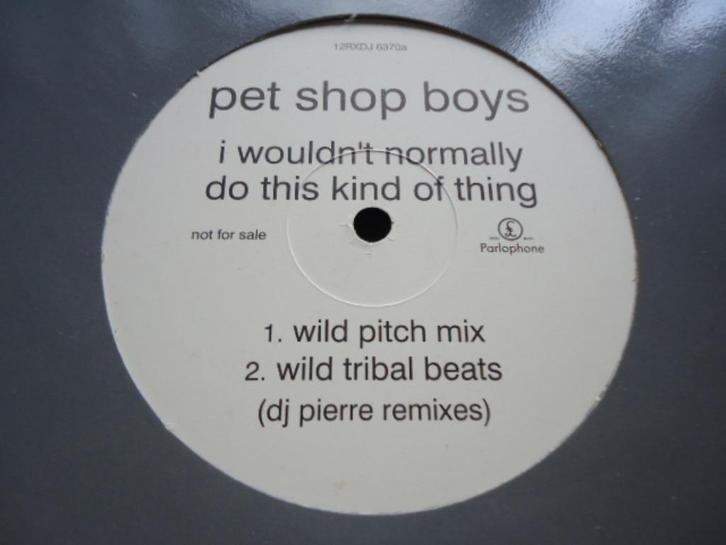 12RXDJ 6370a
pet shop boys
i wouldn't normally
do this kind of thing
not for sale
£
Parlophone
1. wild pitch mix
2. wild tribal beats
(dj pierre remixes)